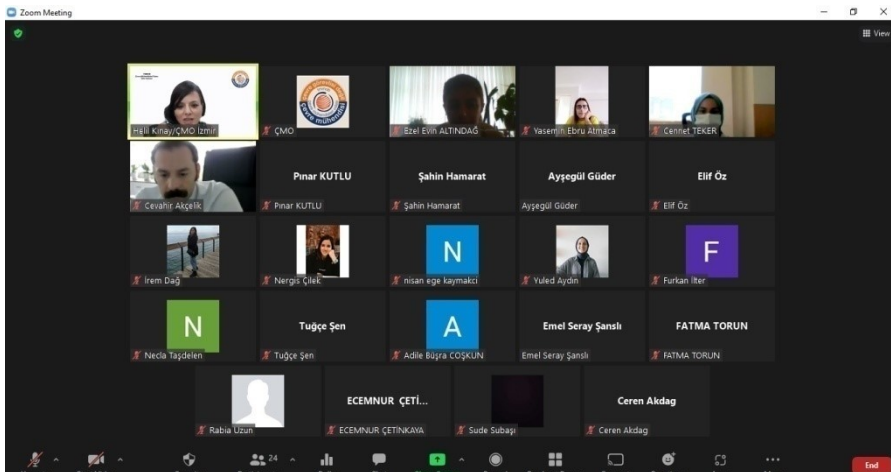 Zoom Meeting
View
Helil Kınay/ÇMO İzmir
çevre mühendisi
ÇMO
Ezel Evin ALTINDAĞ
Yasemin Ebru Atmaca
Cennet TEKER
Cevahir Akçelik
Pınar KUTLU
Pınar KUTLU
Şahin Hamarat
Şahin Hamarat
Ayşegül Güder
Ayşegül Güder
Elif Öz
Elif Öz
İrem Dağ
Nergis Çilek
N
nisan ege kaymakci
Yuled Aydın
F
Furkan İlter
N
Necla Taşdelen
Tuğçe Şen
Tuğçe Şen
A
Adile Büşra COŞKUN
Emel Seray Şanslı
Emel Seray Şanslı
FATMA TORUN
FATMA TORUN
Rabia Uzun
ECEMNUR ÇETİ...
ECEMNUR ÇETİNKAYA
Sude Subaşı
Ceren Akdag
Ceren Akdag
24
End